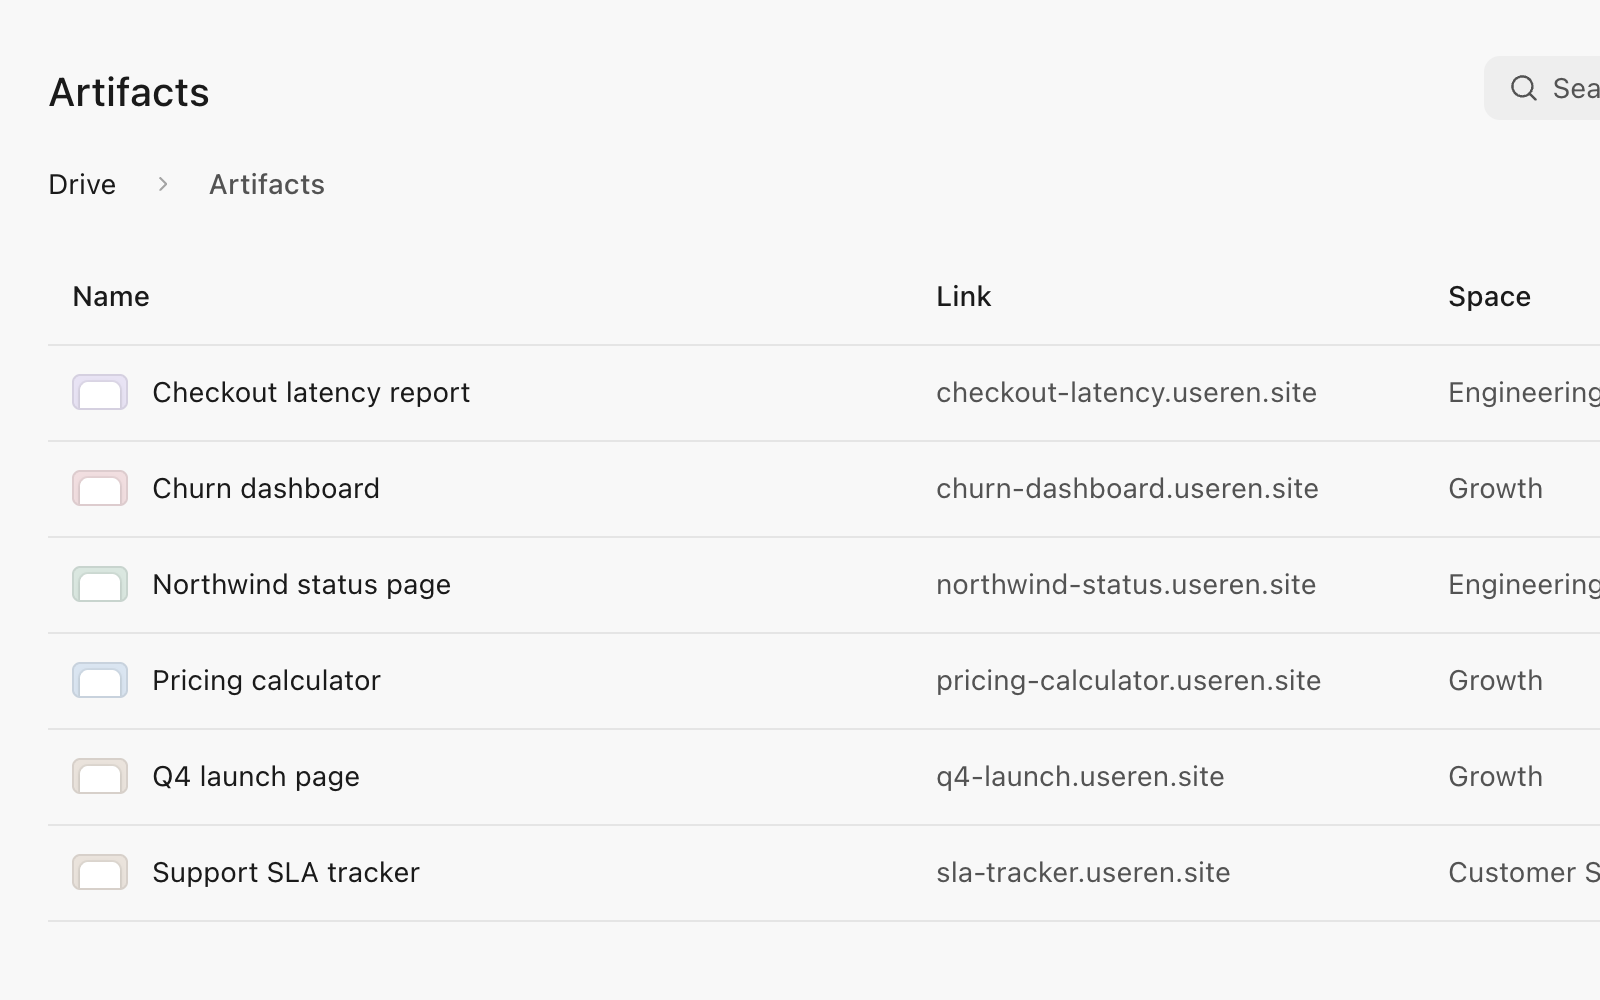 Artifacts
Sea
Drive > Artifacts
Name Link Space
Checkout latency report checkout-latency.useren.site Engineering
Churn dashboard churn-dashboard.useren.site Growth
Northwind status page northwind-status.useren.site Engineering
Pricing calculator pricing-calculator.useren.site Growth
Q4 launch page q4-launch.useren.site Growth
Support SLA tracker sla-tracker.useren.site Customer S